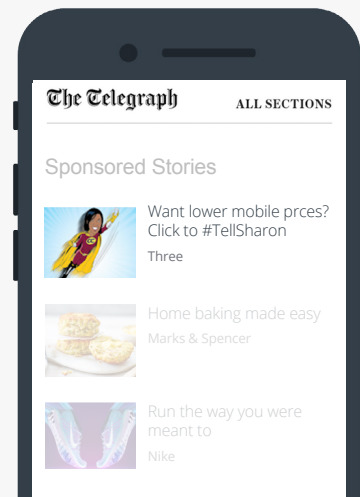 The Telegraph
ALL SECTIONS
Sponsored Stories
Want lower mobile prces?
Click to #TellSharon
Three
Home baking made easy
Marks & Spencer
Run the way you were
meant to
Nike